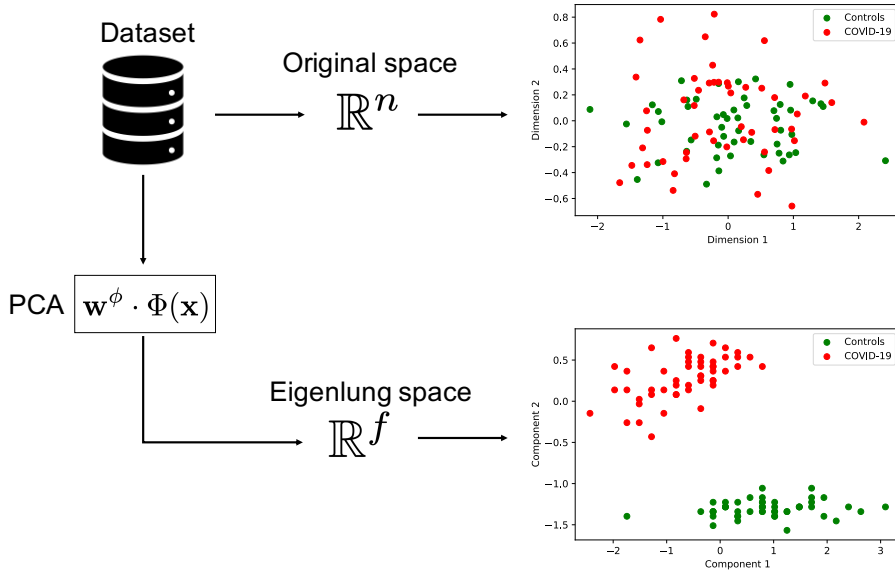 Dataset
Original space
ℝⁿ
0.8
0.6
0.4
0.2
0.0
−0.2
−0.4
−0.6
Dimension 2
−2
−1
0
1
2
Dimension 1
Controls
COVID-19
PCA
w^ϕ · Φ(x)
Eigenlung space
ℝ^f
0.5
0.0
−0.5
−1.0
−1.5
Component 2
−2
−1
0
1
2
3
Component 1
Controls
COVID-19